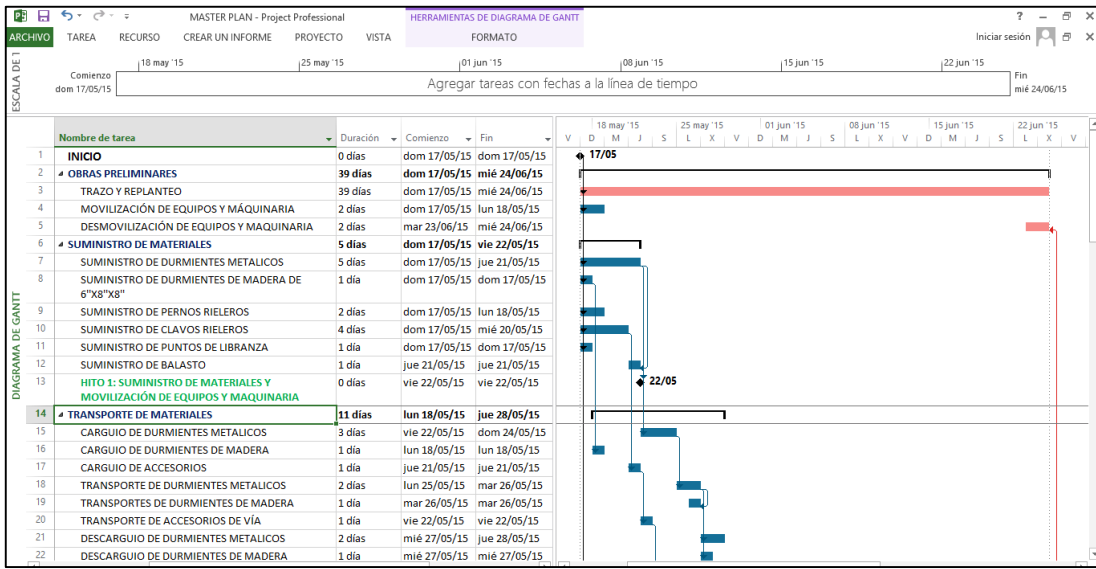 MASTER PLAN - Project Professional
HERRAMIENTAS DE DIAGRAMA DE GANTT
?
ARCHIVO TAREA RECURSO CREAR UN INFORME PROYECTO VISTA FORMATO Iniciar sesión
ESCALA DE T
18 may '15 25 may '15 01 jun '15 08 jun '15 15 jun '15 22 jun '15
Comienzo
dom 17/05/15
Agregar tareas con fechas a la línea de tiempo
Fin
mié 24/06/15
DIAGRAMA DE GANTT
18 may '15 25 may '15 01 jun '15 08 jun '15 15 jun '15 22 jun '15
Nombre de tarea Duración Comienzo Fin
V D M J S L X V D M J S L X V D M J S L X V
1 INICIO 0 días dom 17/05/15 dom 17/05/15 17/05
2 OBRAS PRELIMINARES 39 días dom 17/05/15 mié 24/06/15
3 TRAZO Y REPLANTEO 39 días dom 17/05/15 mié 24/06/15
4 MOVILIZACIÓN DE EQUIPOS Y MÁQUINARIA 2 días dom 17/05/15 lun 18/05/15
5 DESMOVILIZACIÓN DE EQUIPOS Y MAQUINARIA 2 días mar 23/06/15 mié 24/06/15
6 SUMINISTRO DE MATERIALES 5 días dom 17/05/15 vie 22/05/15
7 SUMINISTRO DE DURMIENTES METALICOS 5 días dom 17/05/15 jue 21/05/15
8 SUMINISTRO DE DURMIENTES DE MADERA DE 1 día dom 17/05/15 dom 17/05/15
6"X8"X8"
9 SUMINISTRO DE PERNOS RIELEROS 2 días dom 17/05/15 lun 18/05/15
10 SUMINISTRO DE CLAVOS RIELEROS 4 días dom 17/05/15 mié 20/05/15
11 SUMINISTRO DE PUNTOS DE LIBRANZA 1 día dom 17/05/15 dom 17/05/15
12 SUMINISTRO DE BALASTO 1 día jue 21/05/15 jue 21/05/15
13 HITO 1: SUMINISTRO DE MATERIALES Y 0 días vie 22/05/15 vie 22/05/15 22/05
MOVILIZACIÓN DE EQUIPOS Y MAQUINARIA
14 TRANSPORTE DE MATERIALES 11 días lun 18/05/15 jue 28/05/15
15 CARGUIO DE DURMIENTES METALICOS 3 días vie 22/05/15 dom 24/05/15
16 CARGUIO DE DURMIENTES DE MADERA 1 día lun 18/05/15 lun 18/05/15
17 CARGUIO DE ACCESORIOS 1 día jue 21/05/15 jue 21/05/15
18 TRANSPORTE DE DURMIENTES METALICOS 2 días lun 25/05/15 mar 26/05/15
19 TRANSPORTES DE DURMIENTES DE MADERA 1 día mar 26/05/15 mar 26/05/15
20 TRANSPORTE DE ACCESORIOS DE VÍA 1 día vie 22/05/15 vie 22/05/15
21 DESCARGUIO DE DURMIENTES METALICOS 2 días mié 27/05/15 jue 28/05/15
22 DESCARGUIO DE DURMIENTES DE MADERA 1 día mié 27/05/15 mié 27/05/15